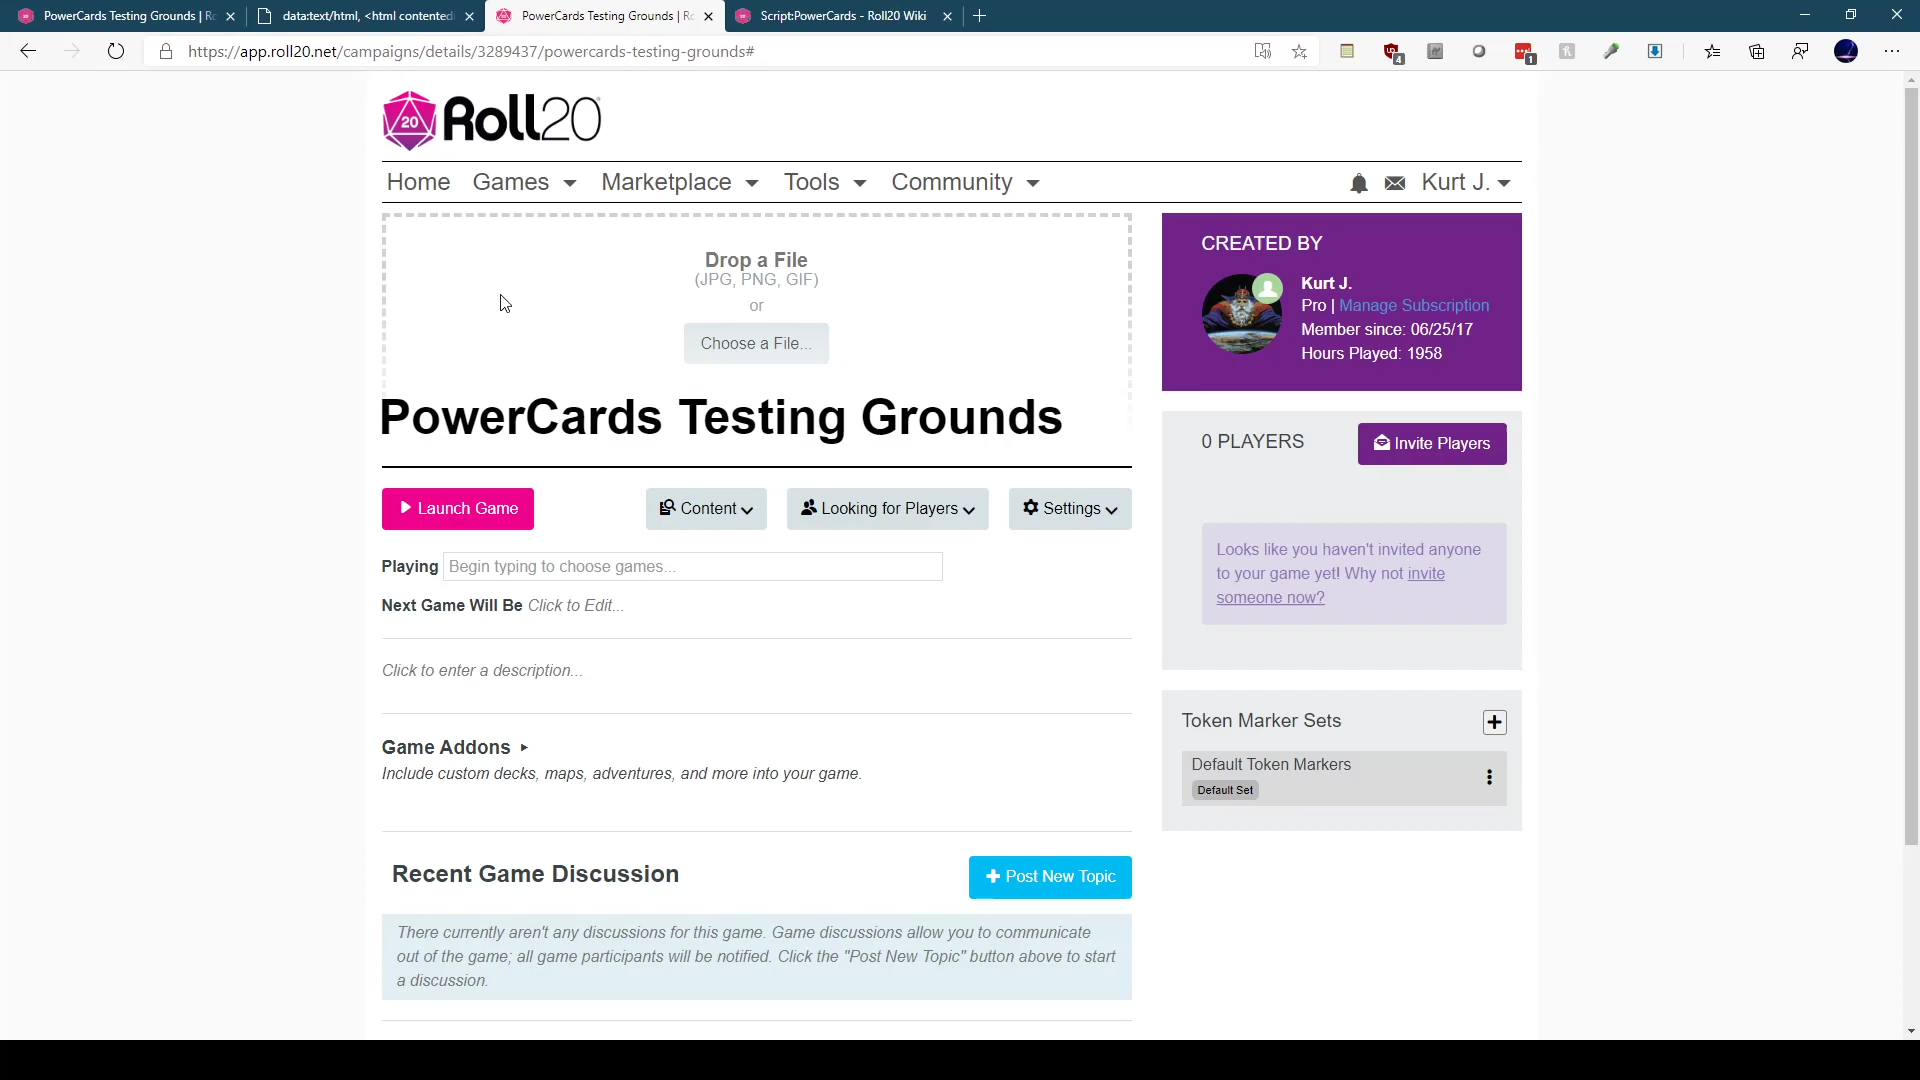 PowerCards Testing Grounds | Ro
data:text/html, <html contentedi
PowerCards Testing Grounds | Ro
Script:PowerCards - Roll20 Wiki
https://app.roll20.net/campaigns/details/3289437/powercards-testing-grounds#
4
1
20 Roll20
Home Games Marketplace Tools Community Kurt J.
Drop a File
(JPG, PNG, GIF)
or
Choose a File...
PowerCards Testing Grounds
Launch Game Content Looking for Players Settings
Playing Begin typing to choose games...
Next Game Will Be Click to Edit...
Click to enter a description...
Game Addons
Include custom decks, maps, adventures, and more into your game.
Recent Game Discussion
Post New Topic
There currently aren't any discussions for this game. Game discussions allow you to communicate
out of the game; all game participants will be notified. Click the "Post New Topic" button above to start
a discussion.
CREATED BY
Kurt J.
Pro | Manage Subscription
Member since: 06/25/17
Hours Played: 1958
0 PLAYERS
Invite Players
Looks like you haven't invited anyone
to your game yet! Why not invite
someone now?
Token Marker Sets
Default Token Markers
Default Set